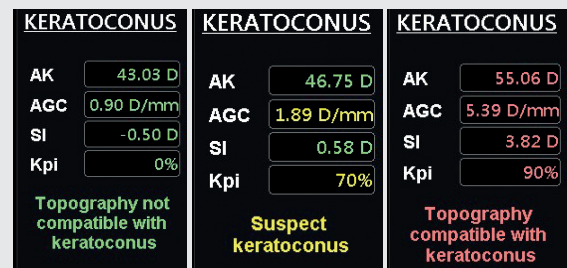 KERATOCONUS
AK 43.03 D
AGC 0.90 D/mm
SI -0.50 D
Kpi 0%
Topography not
compatible with
keratoconus
KERATOCONUS
AK 46.75 D
AGC 1.89 D/mm
SI 0.58 D
Kpi 70%
Suspect
keratoconus
KERATOCONUS
AK 55.06 D
AGC 5.39 D/mm
SI 3.82 D
Kpi 90%
Topography
compatible with
keratoconus